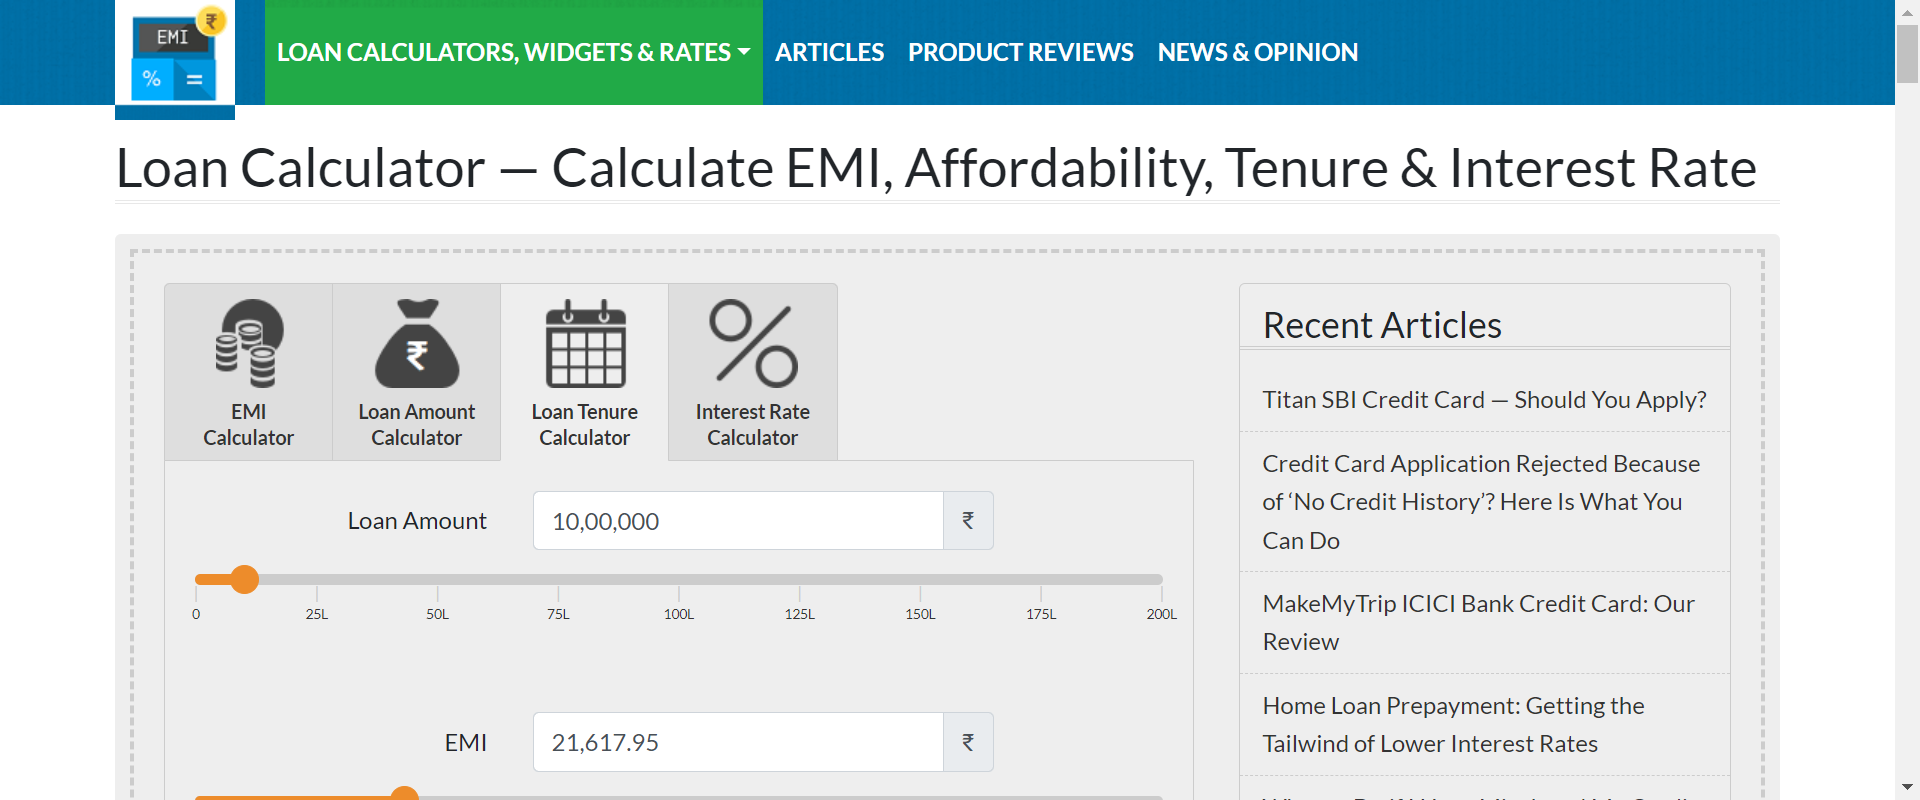 EMI
₹
%
=
LOAN CALCULATORS, WIDGETS & RATES
ARTICLES
PRODUCT REVIEWS
NEWS & OPINION
Loan Calculator — Calculate EMI, Affordability, Tenure & Interest Rate
EMI
Calculator
₹
Loan Amount
Calculator
Loan Tenure
Calculator
Interest Rate
Calculator
Loan Amount
10,00,000
₹
0
25L
50L
75L
100L
125L
150L
175L
200L
EMI
21,617.95
₹
Recent Articles
Titan SBI Credit Card — Should You Apply?
Credit Card Application Rejected Because
of ‘No Credit History’? Here Is What You
Can Do
MakeMyTrip ICICI Bank Credit Card: Our
Review
Home Loan Prepayment: Getting the
Tailwind of Lower Interest Rates